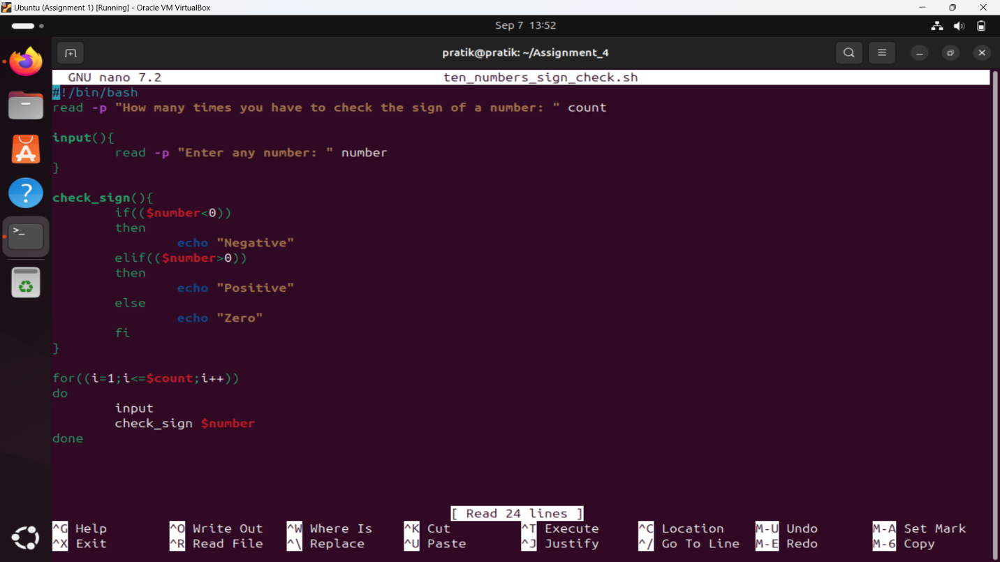 Ubuntu (Assignment 1) [Running] - Oracle VM VirtualBox
Sep 7 13:52
pratik@pratik: ~/Assignment_4
GNU nano 7.2 ten_numbers_sign_check.sh
#!/bin/bash
read -p "How many times you have to check the sign of a number: " count
input(){
        read -p "Enter any number: " number
}
check_sign(){
        if(($number<0))
        then
                echo "Negative"
        elif(($number>0))
        then
                echo "Positive"
        else
                echo "Zero"
        fi
}
for((i=1;i<=$count;i++))
do
        input
        check_sign $number
done
[ Read 24 lines ]
^G Help ^O Write Out ^W Where Is ^K Cut ^T Execute ^C Location M-U Undo M-A Set Mark
^X Exit ^R Read File ^\ Replace ^U Paste ^J Justify ^/ Go To Line M-E Redo M-6 Copy